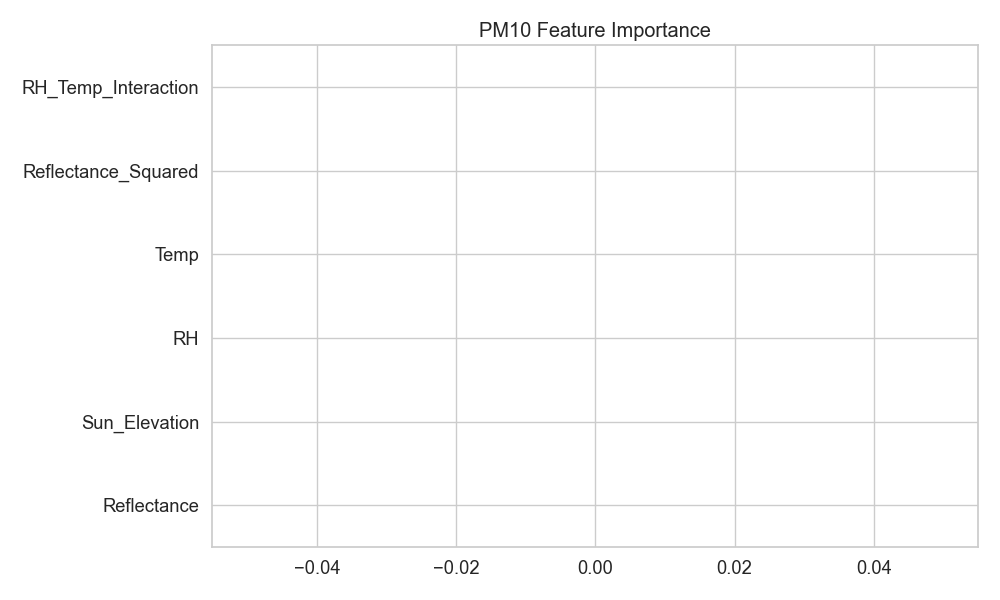 PM10 Feature Importance
RH_Temp_Interaction
Reflectance_Squared
Temp
RH
Sun_Elevation
Reflectance
−0.04 −0.02 0.00 0.02 0.04